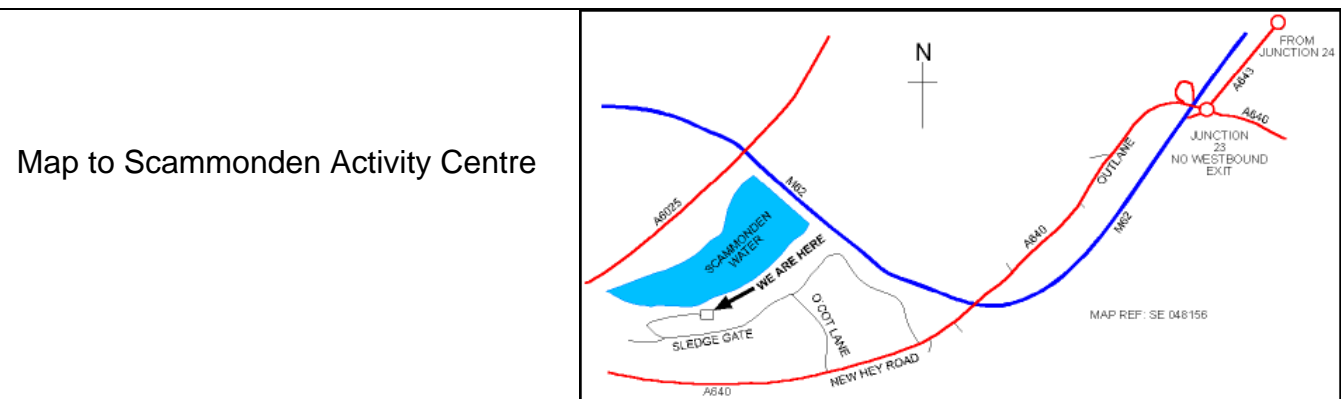 Map to Scammonden Activity Centre
N
FROM
JUNCTION 24
A643
A640
JUNCTION
23
NO WESTBOUND
EXIT
OUTLANE
M62
M62
A6025
SCAMMONDEN
WATER
WE ARE HERE
A640
MAP REF: SE 048156
O'COT LANE
SLEDGE GATE
NEW HEY ROAD
A640